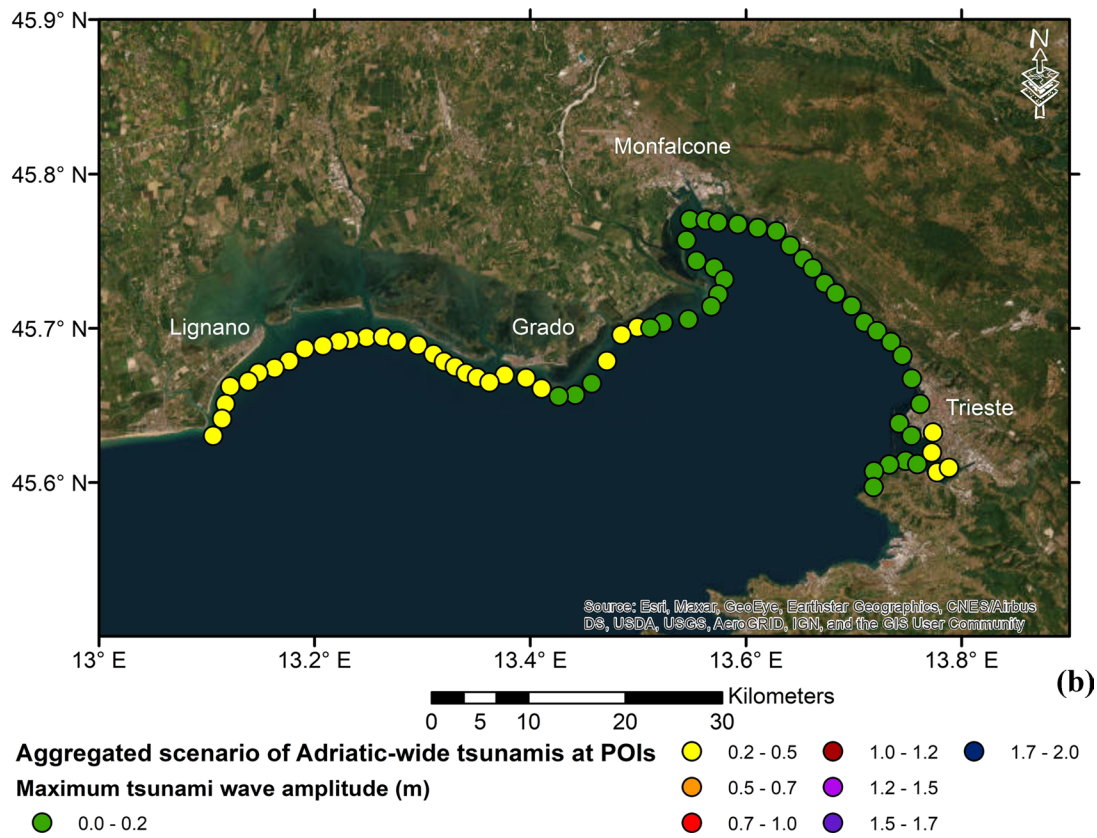 45.9° N
N
Monfalcone
45.8° N
Lignano
Grado
45.7° N
Trieste
45.6° N
Source: Esri, Maxar, GeoEye, Earthstar Geographics, CNES/Airbus
DS, USDA, USGS, AeroGRID, IGN, and the GIS User Community
13° E 13.2° E 13.4° E 13.6° E 13.8° E
(b)
Kilometers
0 5 10 20 30
Aggregated scenario of Adriatic-wide tsunamis at POIs
Maximum tsunami wave amplitude (m)
0.0 - 0.2
0.2 - 0.5
0.5 - 0.7
0.7 - 1.0
1.0 - 1.2
1.2 - 1.5
1.5 - 1.7
1.7 - 2.0